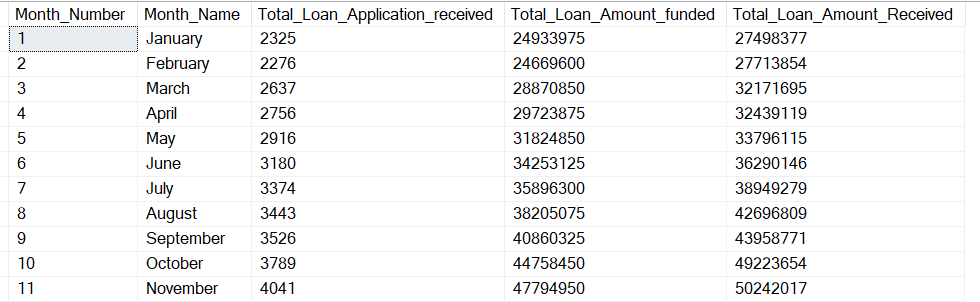 Month_Number Month_Name Total_Loan_Application_received Total_Loan_Amount_funded Total_Loan_Amount_Received
1 January 2325 24933975 27498377
2 February 2276 24669600 27713854
3 March 2637 28870850 32171695
4 April 2756 29723875 32439119
5 May 2916 31824850 33796115
6 June 3180 34253125 36290146
7 July 3374 35896300 38949279
8 August 3443 38205075 42696809
9 September 3526 40860325 43958771
10 October 3789 44758450 49223654
11 November 4041 47794950 50242017